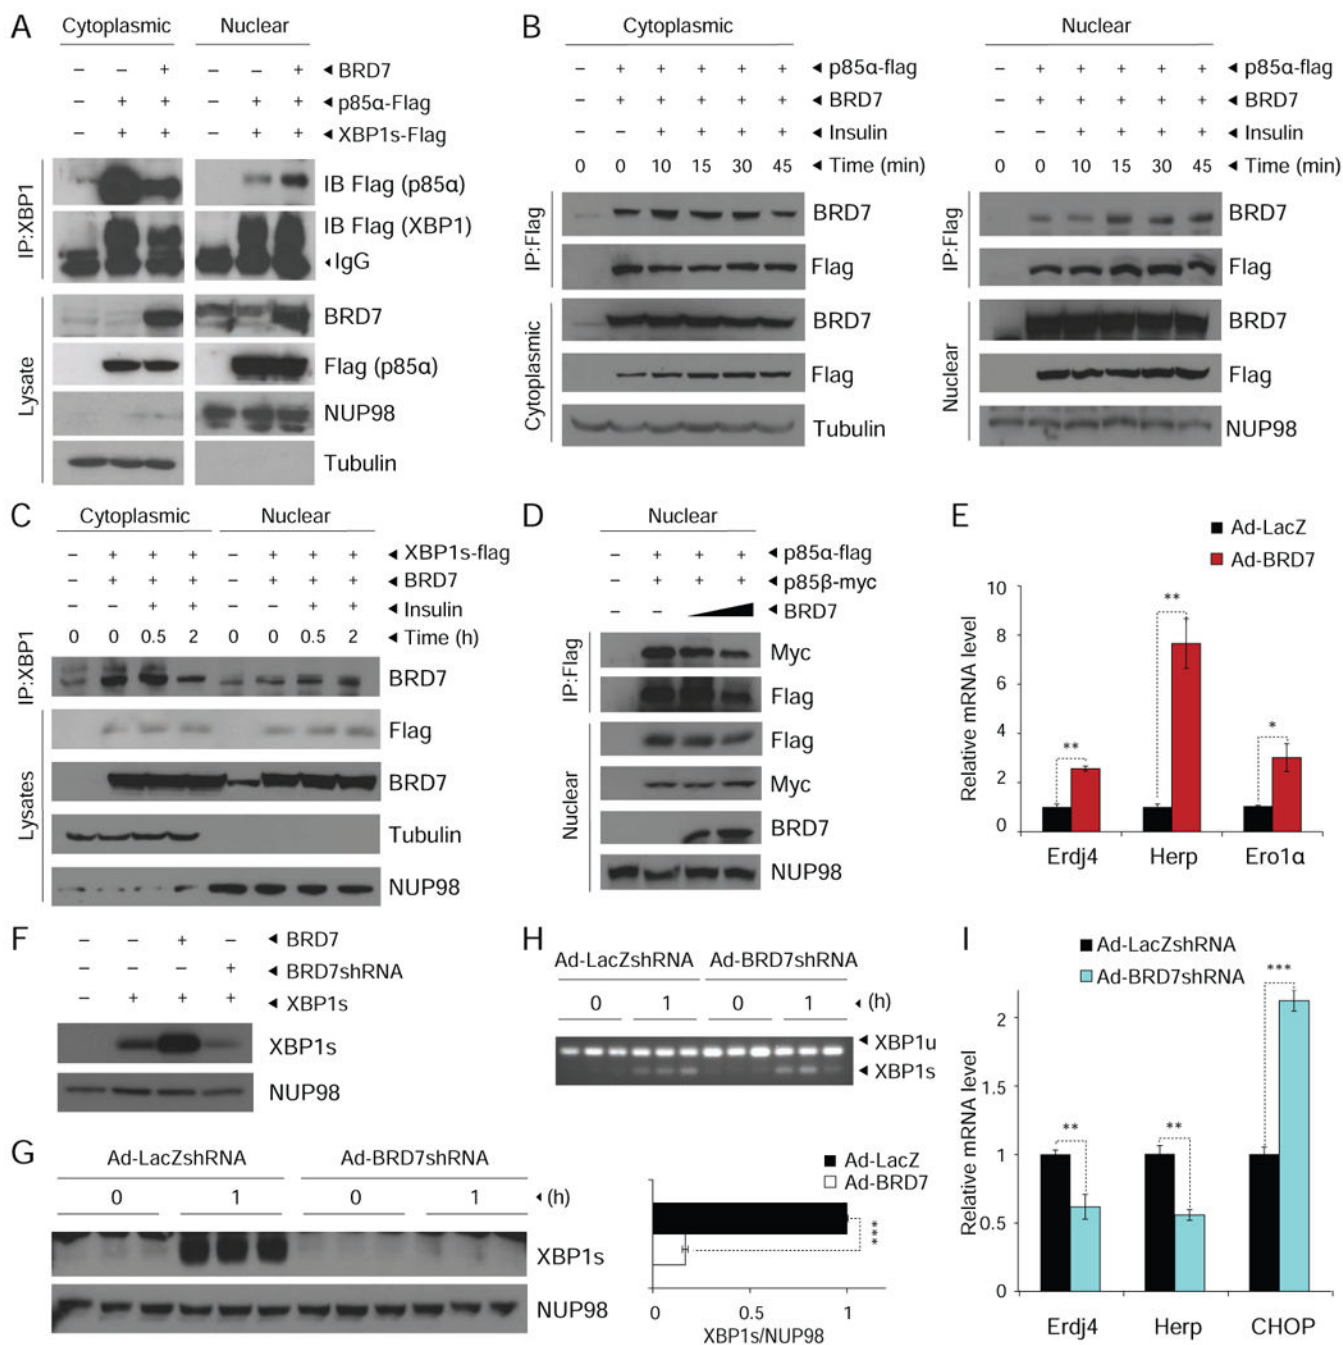 A
Cytoplasmic Nuclear
– – + – – + ◄ BRD7
– + + – + + ◄ p85α-Flag
– + + – + + ◄ XBP1s-Flag
IP:XBP1
IB Flag (p85α)
IB Flag (XBP1)
◄IgG
Lysate
BRD7
Flag (p85α)
NUP98
Tubulin
B
Cytoplasmic
– + + + + + ◄ p85α-flag
– + + + + + ◄ BRD7
– – + + + + ◄ Insulin
0 0 10 15 30 45 ◄ Time (min)
IP:Flag
BRD7
Flag
Cytoplasmic
BRD7
Flag
Tubulin
Nuclear
– + + + + + ◄ p85α-flag
– + + + + + ◄ BRD7
– – + + + + ◄ Insulin
0 0 10 15 30 45 ◄ Time (min)
IP:Flag
BRD7
Flag
Nuclear
BRD7
Flag
NUP98
C
Cytoplasmic Nuclear
– + + + – + + + ◄ XBP1s-flag
– + + + – + + + ◄ BRD7
– – + + – – + + ◄ Insulin
0 0 0.5 2 0 0 0.5 2 ◄ Time (h)
IP:XBP1
BRD7
Lysates
Flag
BRD7
Tubulin
NUP98
D
Nuclear
– + + + ◄ p85α-flag
– + + + ◄ p85β-myc
– – ◄ BRD7
IP:Flag
Myc
Flag
Nuclear
Flag
Myc
BRD7
NUP98
E
Ad-LacZ
Ad-BRD7
Relative mRNA level
10
8
6
4
2
0
** ** *
Erdj4 Herp Ero1α
F
– – + – ◄ BRD7
– – – + ◄ BRD7shRNA
– + + + ◄ XBP1s
XBP1s
NUP98
G
Ad-LacZshRNA Ad-BRD7shRNA
0 1 0 1 ◄ (h)
XBP1s
NUP98
Ad-LacZ
Ad-BRD7
***
0 0.5 1
XBP1s/NUP98
H
Ad-LacZshRNA Ad-BRD7shRNA
0 1 0 1 ◄ (h)
◄ XBP1u
◄ XBP1s
I
Ad-LacZshRNA
Ad-BRD7shRNA
Relative mRNA level
2
1.5
1
0.5
0
** ** ***
Erdj4 Herp CHOP